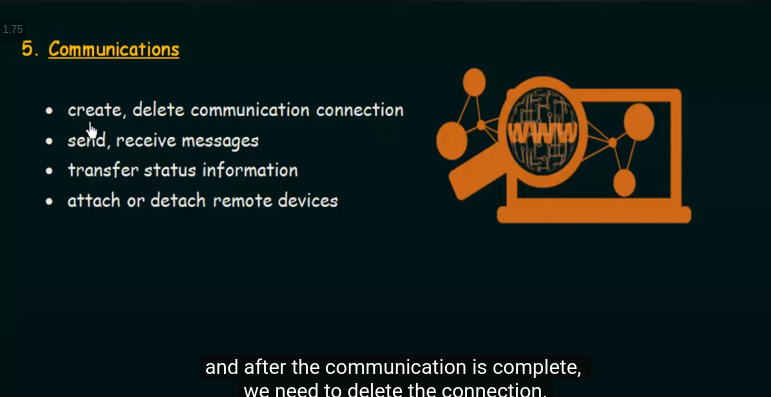 1.75
5. Communications
• create, delete communication connection
• send, receive messages
• transfer status information
• attach or detach remote devices
WWW
and after the communication is complete,
we need to delete the connection.